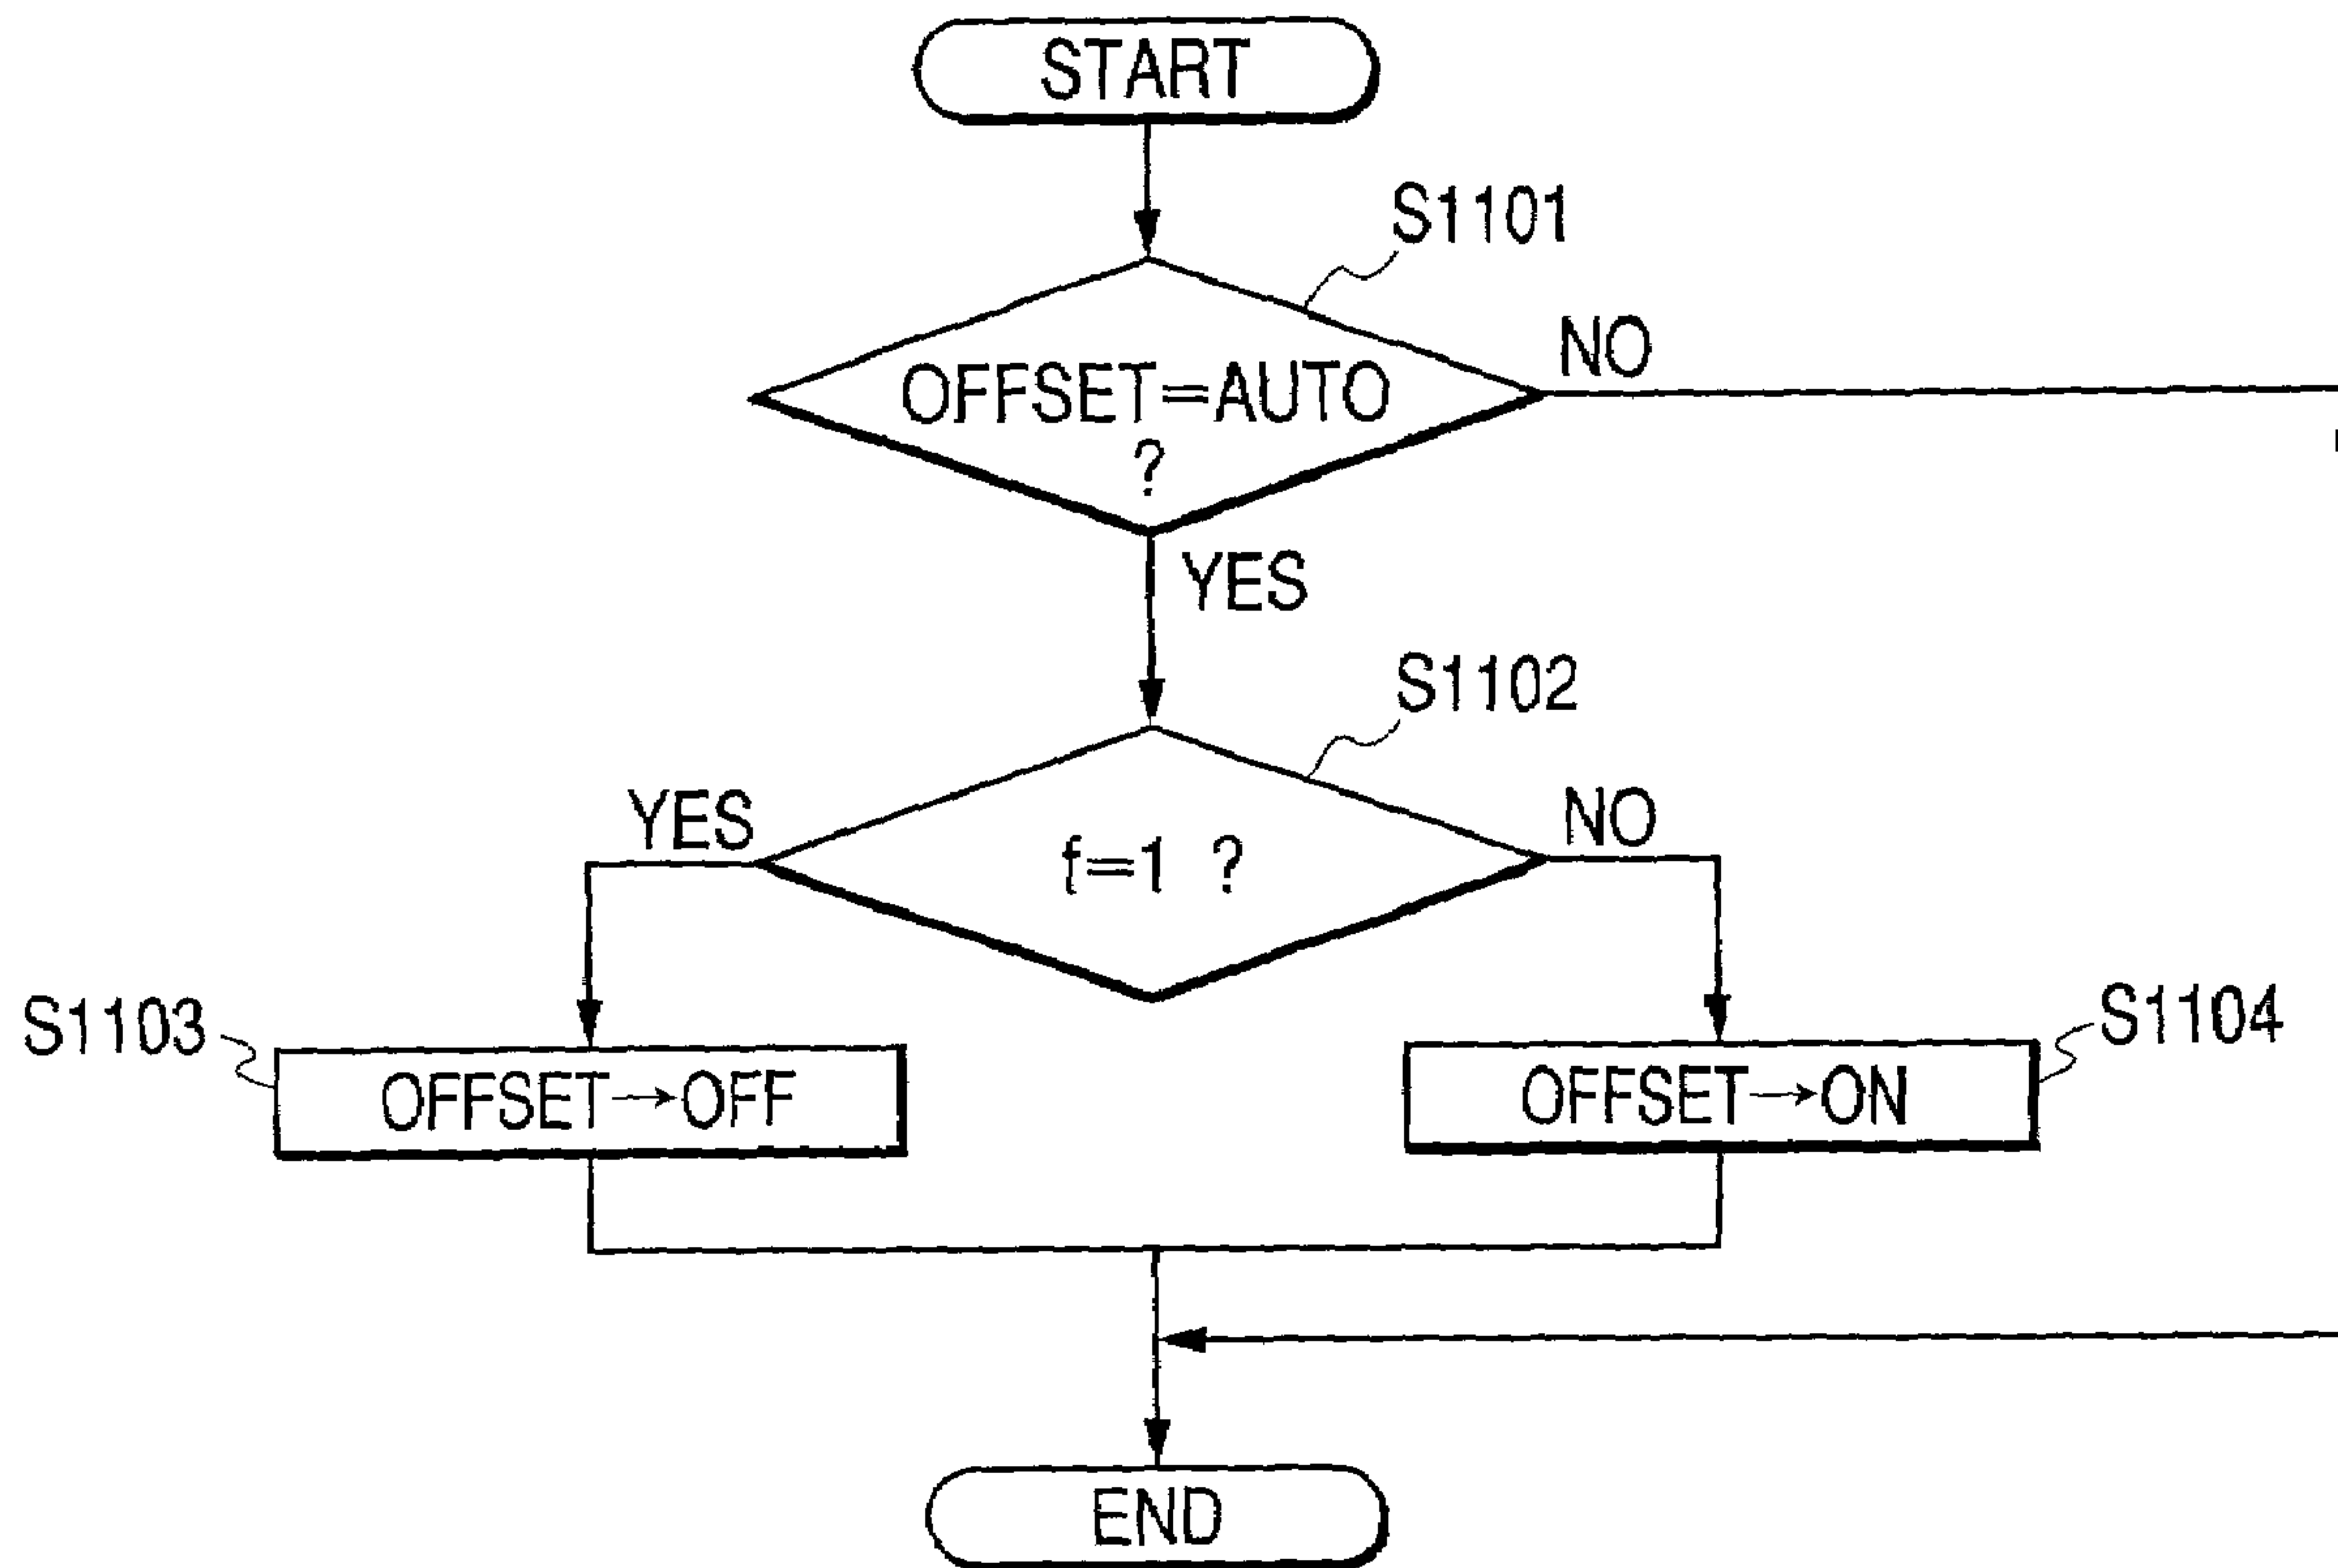 START
S1101
OFFSET=AUTO
?
NO
YES
S1102
YES
f=1 ?
NO
S1103
OFFSET→OFF
OFFSET→ON
S1104
END